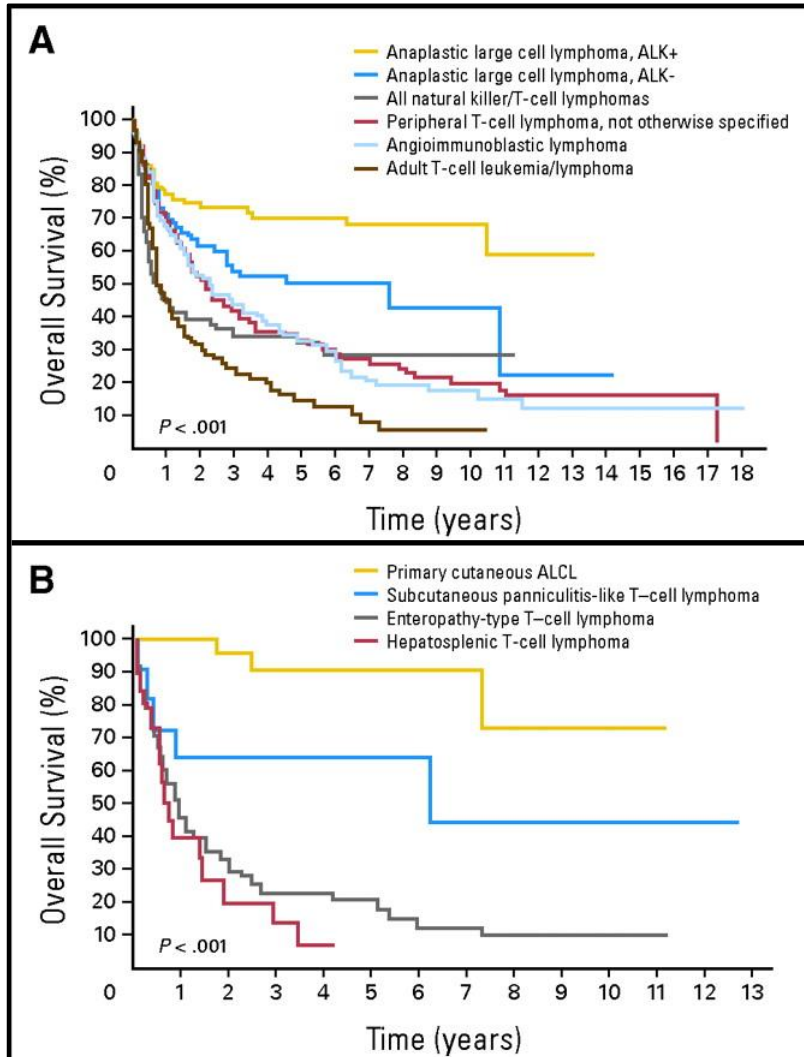 A
Anaplastic large cell lymphoma, ALK+
Anaplastic large cell lymphoma, ALK-
All natural killer/T-cell lymphomas
Peripheral T-cell lymphoma, not otherwise specified
Angioimmunoblastic lymphoma
Adult T-cell leukemia/lymphoma
Overall Survival (%)
100
90
80
70
60
50
40
30
20
10
P < .001
0 1 2 3 4 5 6 7 8 9 10 11 12 13 14 15 16 17 18
Time (years)
B
Primary cutaneous ALCL
Subcutaneous panniculitis-like T–cell lymphoma
Enteropathy-type T–cell lymphoma
Hepatosplenic T-cell lymphoma
Overall Survival (%)
100
90
80
70
60
50
40
30
20
10
P < .001
0 1 2 3 4 5 6 7 8 9 10 11 12 13
Time (years)